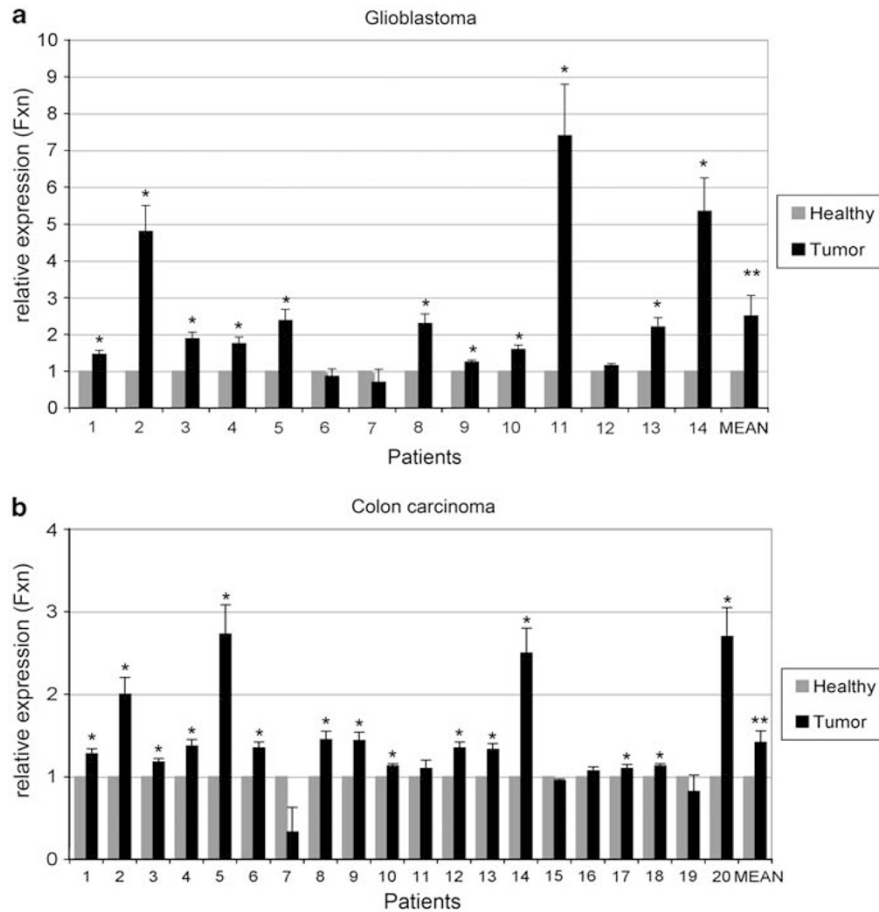 a
Glioblastoma
relative expression (Fxn)
10
9
8
7
6
5
4
3
2
1
0
* * * * * * * * * * * **
1 2 3 4 5 6 7 8 9 10 11 12 13 14 MEAN
Patients
Healthy
Tumor
b
Colon carcinoma
relative expression (Fxn)
4
3
2
1
0
* * * * * * * * * * * * * * * **
1 2 3 4 5 6 7 8 9 10 11 12 13 14 15 16 17 18 19 20 MEAN
Patients
Healthy
Tumor